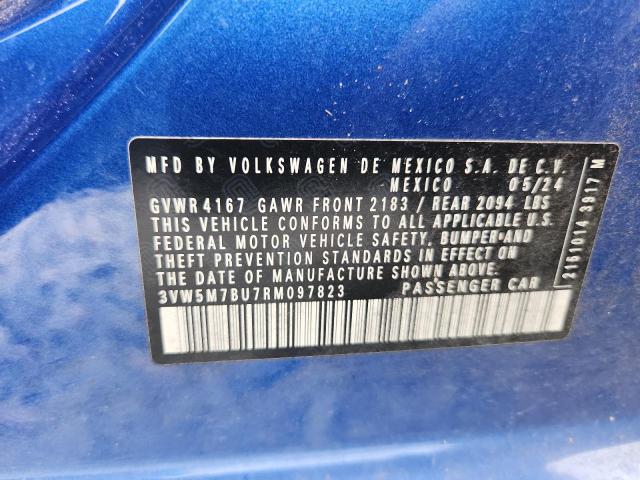 MFD BY VOLKSWAGEN DE MEXICO S.A. DE C.V.
MEXICO 05/24
GVWR 4167 GAWR FRONT 2183 / REAR 2094 LBS
THIS VEHICLE CONFORMS TO ALL APPLICABLE U.S.
FEDERAL MOTOR VEHICLE SAFETY, BUMPER•AND
THEFT PREVENTION STANDARDS IN EFFECT ON
THE DATE OF MANUFACTURE SHOWN ABOVE.
3VW5M7BU7RM097823 PASSENGER CAR
2161014 3917 M